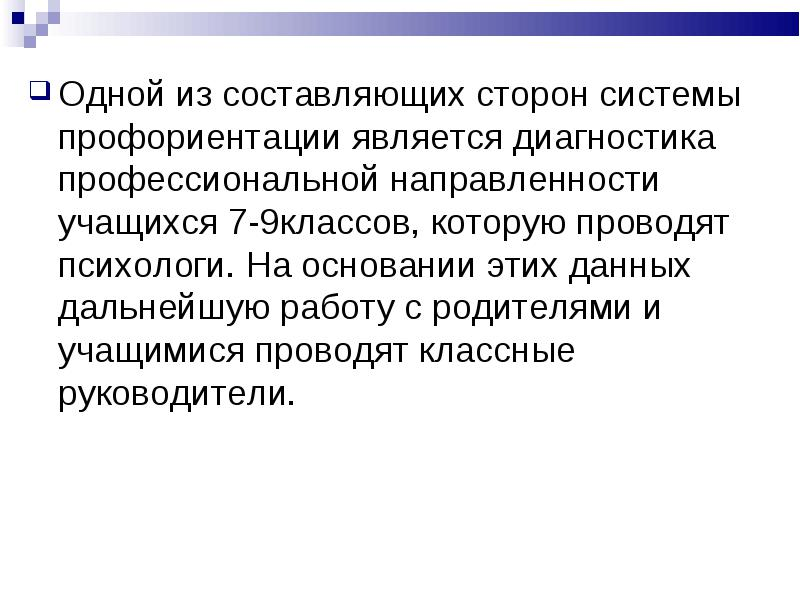 Одной из составляющих сторон системы
профориентации является диагностика
профессиональной направленности
учащихся 7-9классов, которую проводят
психологи. На основании этих данных
дальнейшую работу с родителями и
учащимися проводят классные
руководители.